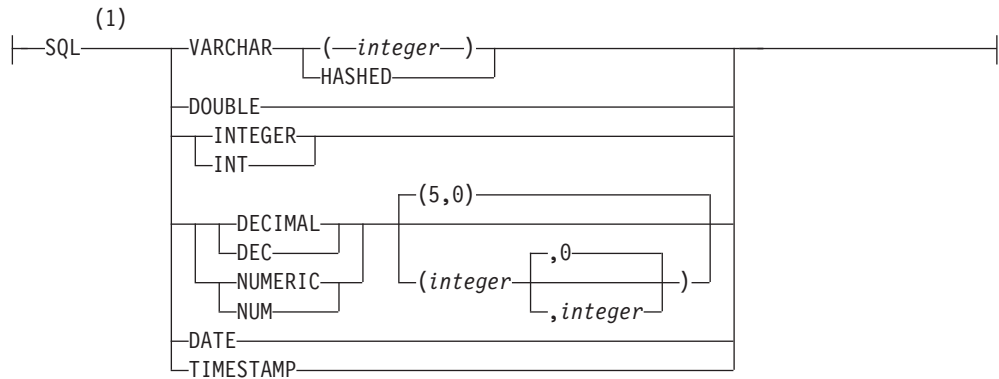 (1)
SQL VARCHAR ( integer )
HASHED
DOUBLE
INTEGER
INT
(5,0)
DECIMAL
DEC ,0
NUMERIC (integer )
NUM ,integer
DATE
TIMESTAMP